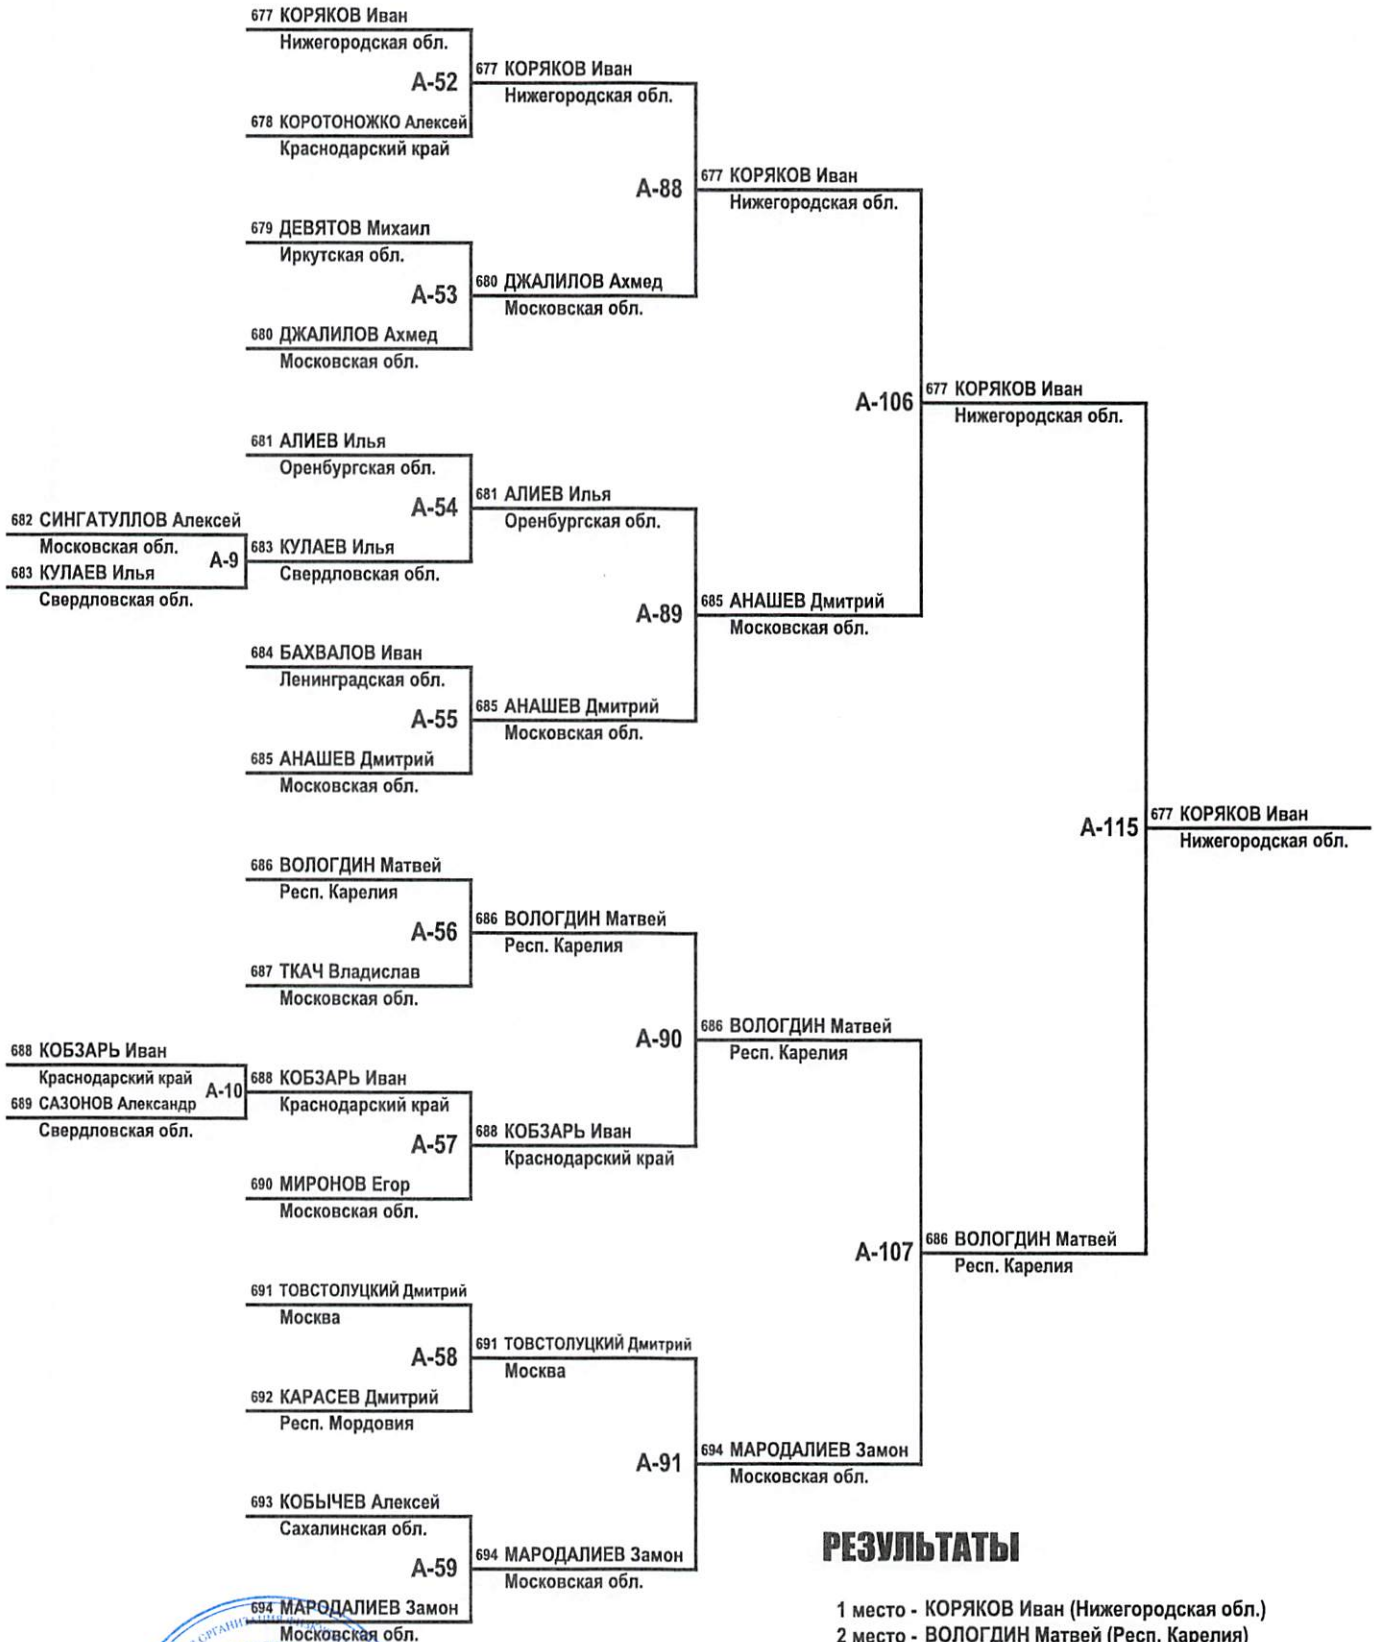 677 КОРЯКОВ Иван
Нижегородская обл.
А-52
677 КОРЯКОВ Иван
Нижегородская обл.
678 КОРОТОНОЖКО Алексей
Краснодарский край
А-88
677 КОРЯКОВ Иван
Нижегородская обл.
679 ДЕВЯТОВ Михаил
Иркутская обл.
А-53
680 ДЖАЛИЛОВ Ахмед
Московская обл.
680 ДЖАЛИЛОВ Ахмед
Московская обл.
А-106
677 КОРЯКОВ Иван
Нижегородская обл.
681 АЛИЕВ Илья
Оренбургская обл.
А-54
681 АЛИЕВ Илья
Оренбургская обл.
682 СИНГАТУЛЛОВ Алексей
Московская обл.
А-9
683 КУЛАЕВ Илья
Свердловская обл.
683 КУЛАЕВ Илья
Свердловская обл.
А-89
685 АНАШЕВ Дмитрий
Московская обл.
684 БАХВАЛОВ Иван
Ленинградская обл.
А-55
685 АНАШЕВ Дмитрий
Московская обл.
685 АНАШЕВ Дмитрий
Московская обл.
А-115
677 КОРЯКОВ Иван
Нижегородская обл.
686 ВОЛОГДИН Матвей
Респ. Карелия
А-56
686 ВОЛОГДИН Матвей
Респ. Карелия
687 ТКАЧ Владислав
Московская обл.
А-90
686 ВОЛОГДИН Матвей
Респ. Карелия
688 КОБЗАРЬ Иван
Краснодарский край
А-10
689 САЗОНОВ Александр
Свердловская обл.
688 КОБЗАРЬ Иван
Краснодарский край
А-57
688 КОБЗАРЬ Иван
Краснодарский край
690 МИРОНОВ Егор
Московская обл.
А-107
686 ВОЛОГДИН Матвей
Респ. Карелия
691 ТОВСТОЛУЦКИЙ Дмитрий
Москва
А-58
691 ТОВСТОЛУЦКИЙ Дмитрий
Москва
692 КАРАСЕВ Дмитрий
Респ. Мордовия
А-91
694 МАРОДАЛИЕВ Замон
Московская обл.
693 КОБЫЧЕВ Алексей
Сахалинская обл.
А-59
694 МАРОДАЛИЕВ Замон
Московская обл.
694 МАРОДАЛИЕВ Замон
Московская обл.
РЕЗУЛЬТАТЫ
1 место - КОРЯКОВ Иван (Нижегородская обл.)
2 место - ВОЛОГДИН Матвей (Респ. Карелия)